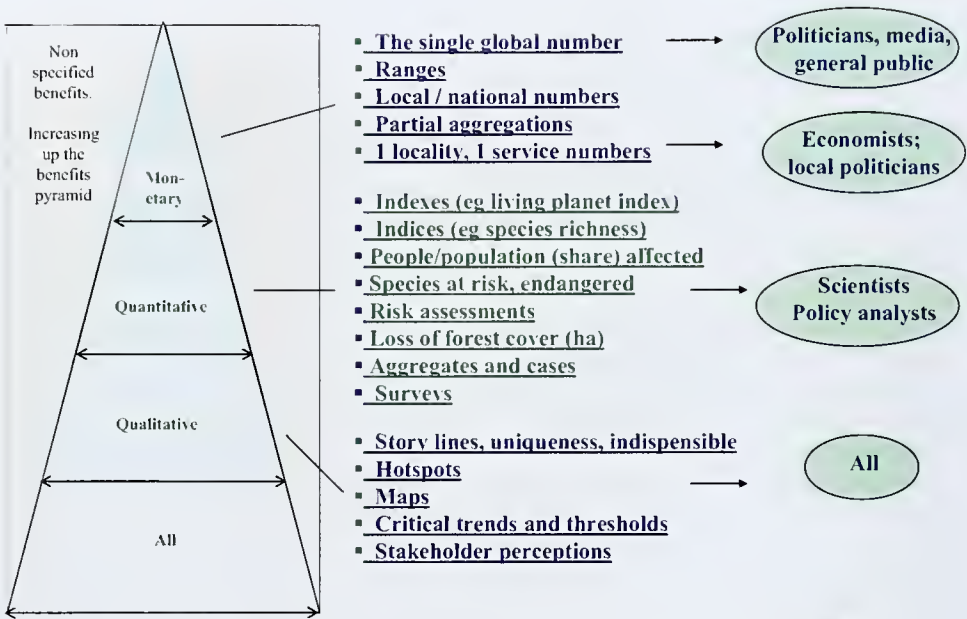 Non
specified
benefits.
Increasing
up the
benefits
pyramid
Mon-
etary
Quantitative
Qualitative
All
The single global number
Ranges
Local / national numbers
Partial aggregations
1 locality, 1 service numbers
Indexes (eg living planet index)
Indices (eg species richness)
People/population (share) affected
Species at risk, endangered
Risk assessments
Loss of forest cover (ha)
Aggregates and cases
Surveys
Story lines, uniqueness, indispensible
Hotspots
Maps
Critical trends and thresholds
Stakeholder perceptions
Politicians, media,
general public
Economists;
local politicians
Scientists
Policy analysts
All